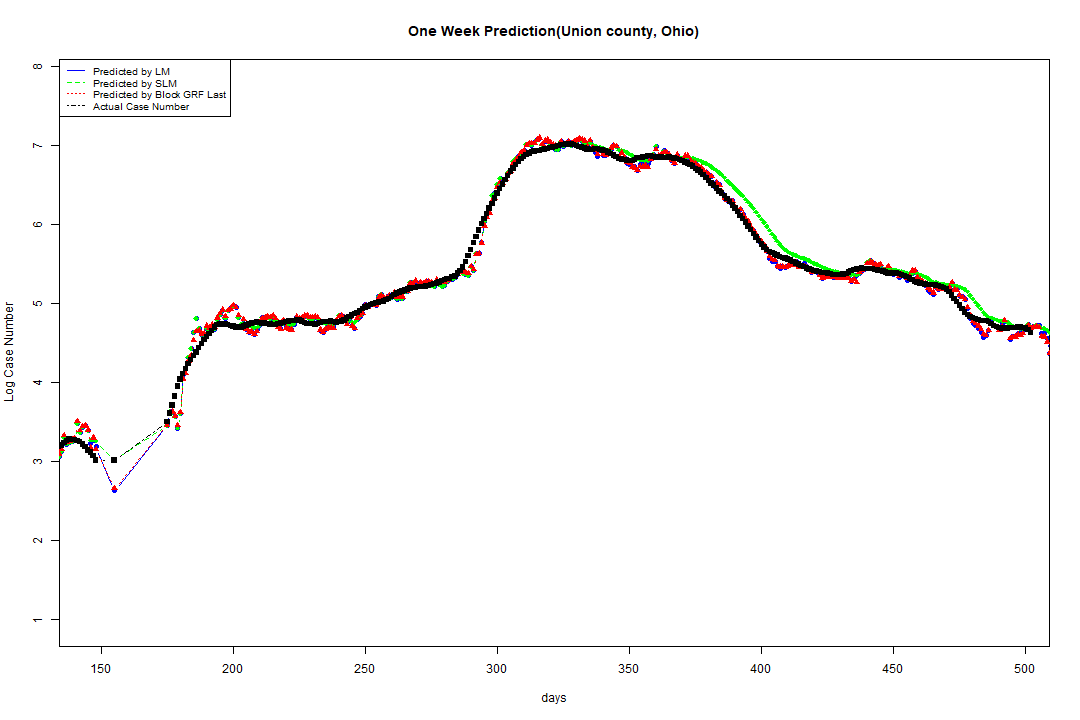 One Week Prediction(Union county, Ohio)
Predicted by LM
Predicted by SLM
Predicted by Block GRF Last
Actual Case Number
8
7
6
5
4
3
2
1
Log Case Number
150 200 250 300 350 400 450 500
days